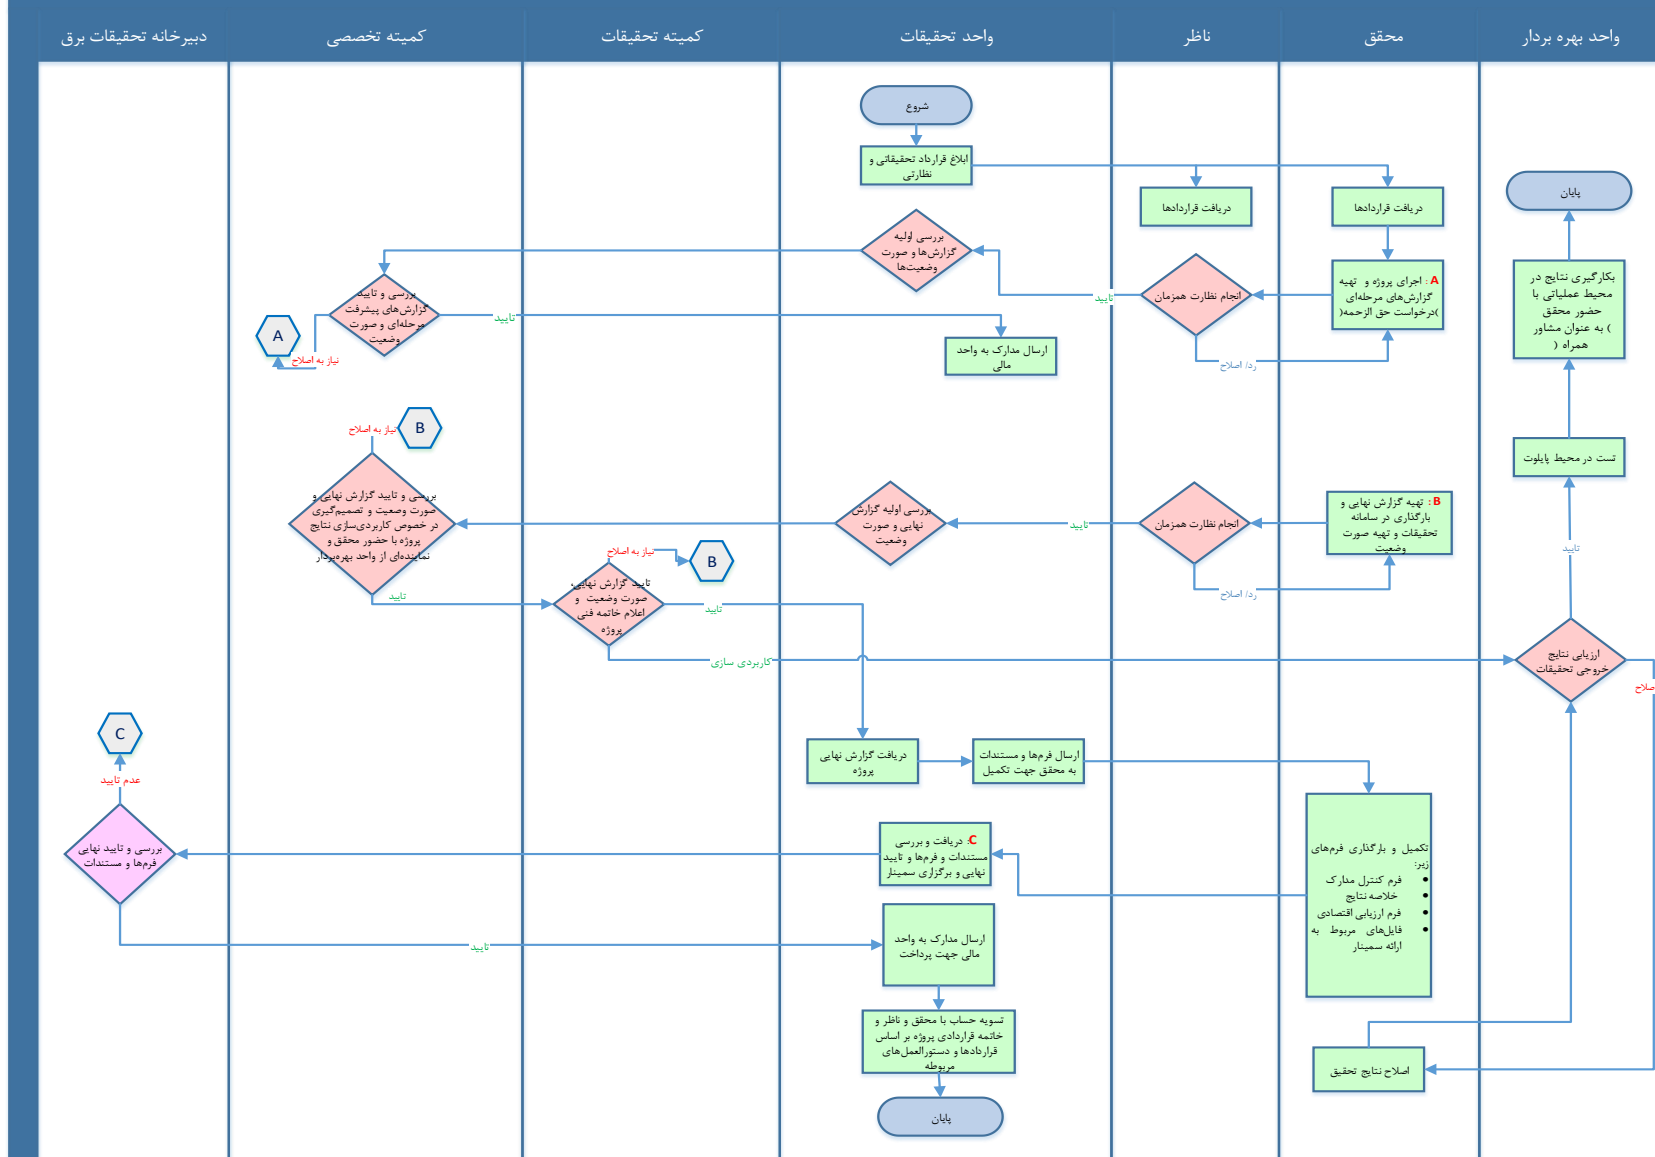 واحد بهره بردار
محقق
ناظر
واحد تحقیقات
کمیته تحقیقات
کمیته تخصصی
دبیرخانه تحقیقات برق
شروع
ابلاغ قرارداد تحقیقاتی و
نظارتی
دریافت قراردادها
دریافت قراردادها
پایان
A : اجرای پروژه و تهیه
گزارش‌های مرحله‌ای
)درخواست حق الزحمه(
انجام نظارت همزمان
رد/ اصلاح
تایید
بررسی اولیه
گزارش‌ها و صورت
وضعیت‌ها
بررسی و تایید
گزارش‌های پیشرفت
مرحله‌ای و صورت
وضعیت
تایید
نیاز به اصلاح
A
ارسال مدارک به واحد
مالی
بکارگیری نتایج در
محیط عملیاتی با
حضور محقق
) به عنوان مشاور
همراه (
تست در محیط پایلوت
تایید
B : تهیه گزارش نهایی و
بارگذاری در سامانه
تحقیقات و تهیه صورت
وضعیت
انجام نظارت همزمان
رد/ اصلاح
تایید
بررسی اولیه گزارش
نهایی و صورت
وضعیت
B
نیاز به اصلاح
بررسی و تایید گزارش نهایی و
صورت وضعیت و تصمیم‌گیری
در خصوص کاربردی‌سازی نتایج
پروژه با حضور محقق و
نماینده‌ای از واحد بهره‌بردار
تایید
نیاز به اصلاح
B
تایید گزارش نهایی،
صورت وضعیت و
اعلام خاتمه فنی
پروژه
تایید
کاربردی سازی
ارزیابی نتایج
خروجی تحقیقات
صلاح
دریافت گزارش نهایی
پروژه
ارسال فرم‌ها و مستندات
به محقق جهت تکمیل
تکمیل و بارگذاری فرم‌های
زیر:
• فرم کنترل مدارک
• خلاصه نتایج
• فرم ارزیابی اقتصادی
• فایل‌های مربوط به
ارائه سمینار
C: دریافت و بررسی
مستندات و فرم‌ها و تایید
نهایی و برگزاری سمینار
C
عدم تایید
بررسی و تایید نهایی
فرم‌ها و مستندات
تایید
ارسال مدارک به واحد
مالی جهت پرداخت
تسویه حساب با محقق و ناظر و
خاتمه قراردادی پروژه بر اساس
قراردادها و دستورالعمل‌های
مربوطه
پایان
اصلاح نتایج تحقیق